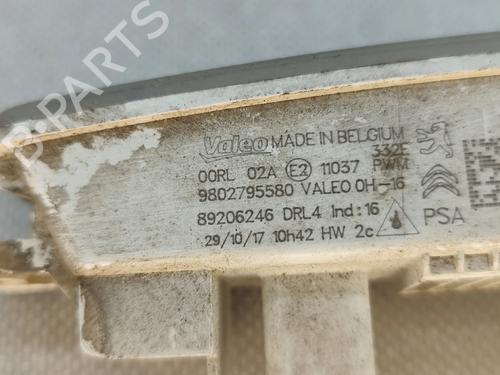 B-PARTS
Valeo MADE IN BELGIUM
332E
00RL 02A E2 11037 PWM
9802795580 VALEO 0H-16
89206246 DRL4 Ind: 16
PSA
29/10/17 10h42 HW 2c